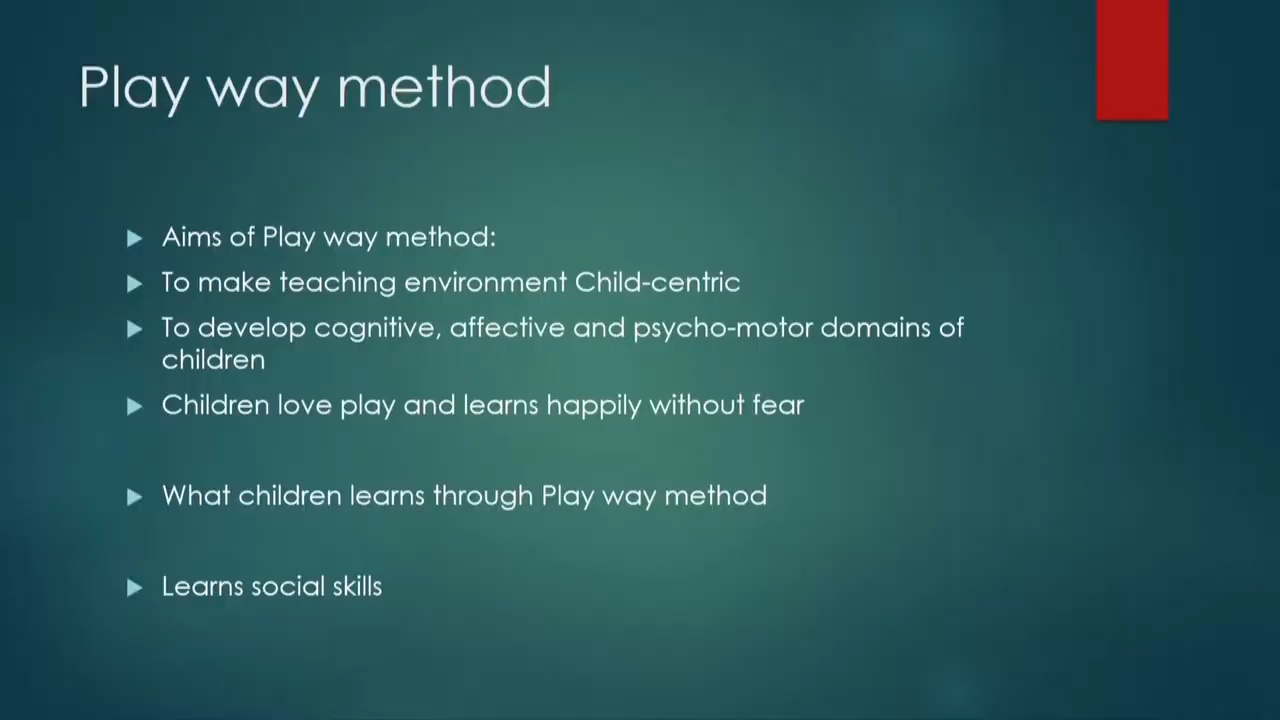 Play way method
Aims of Play way method:
To make teaching environment Child-centric
To develop cognitive, affective and psycho-motor domains of
children
Children love play and learns happily without fear
What children learns through Play way method
Learns social skills